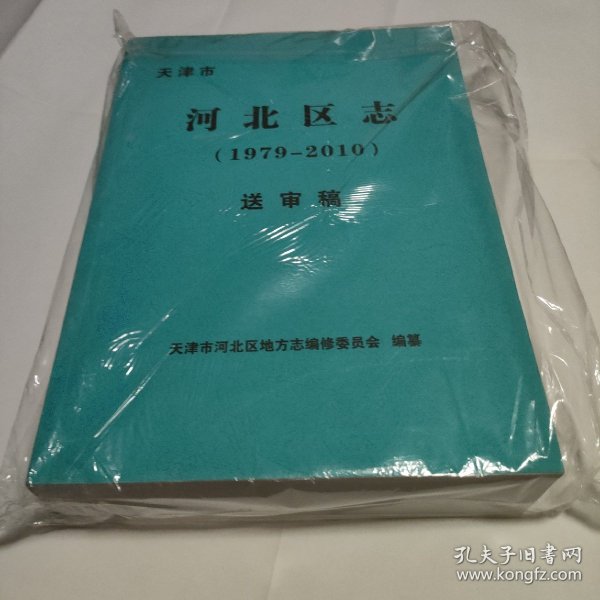 天津市
河北区志
(1979-2010)
送审稿
天津市河北区地方志编修委员会 编纂
孔夫子旧书网
www.kongfz.com